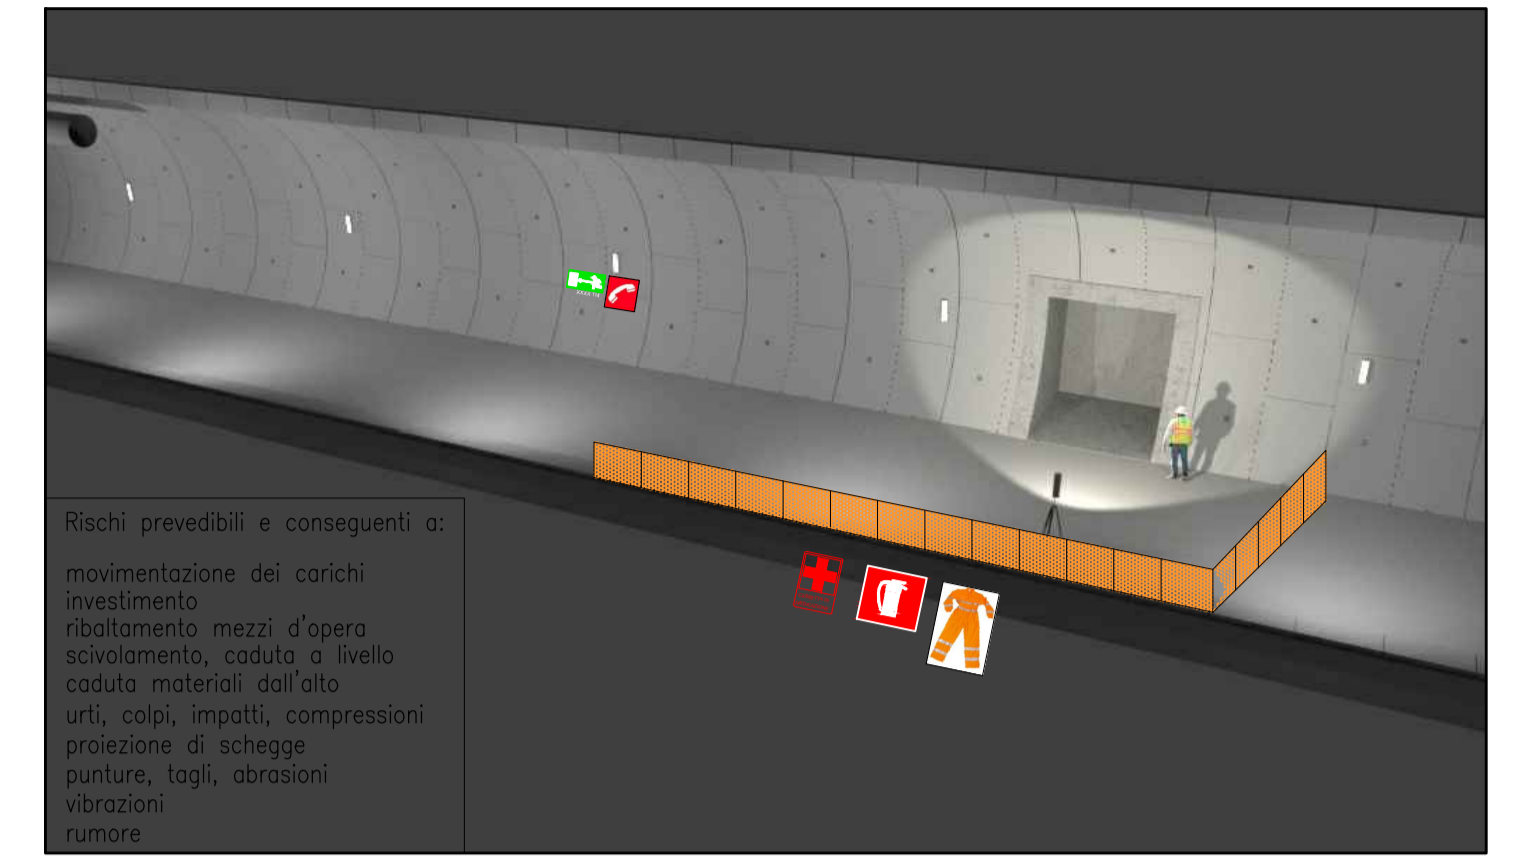 Rischi prevedibili e conseguenti a:
movimentazione dei carichi
investimento
ribaltamento mezzi d'opera
scivolamento, caduta a livello
caduta materiali dall'alto
urti, colpi, impatti, compressioni
proiezione di schegge
punture, tagli, abrasioni
vibrazioni
rumore